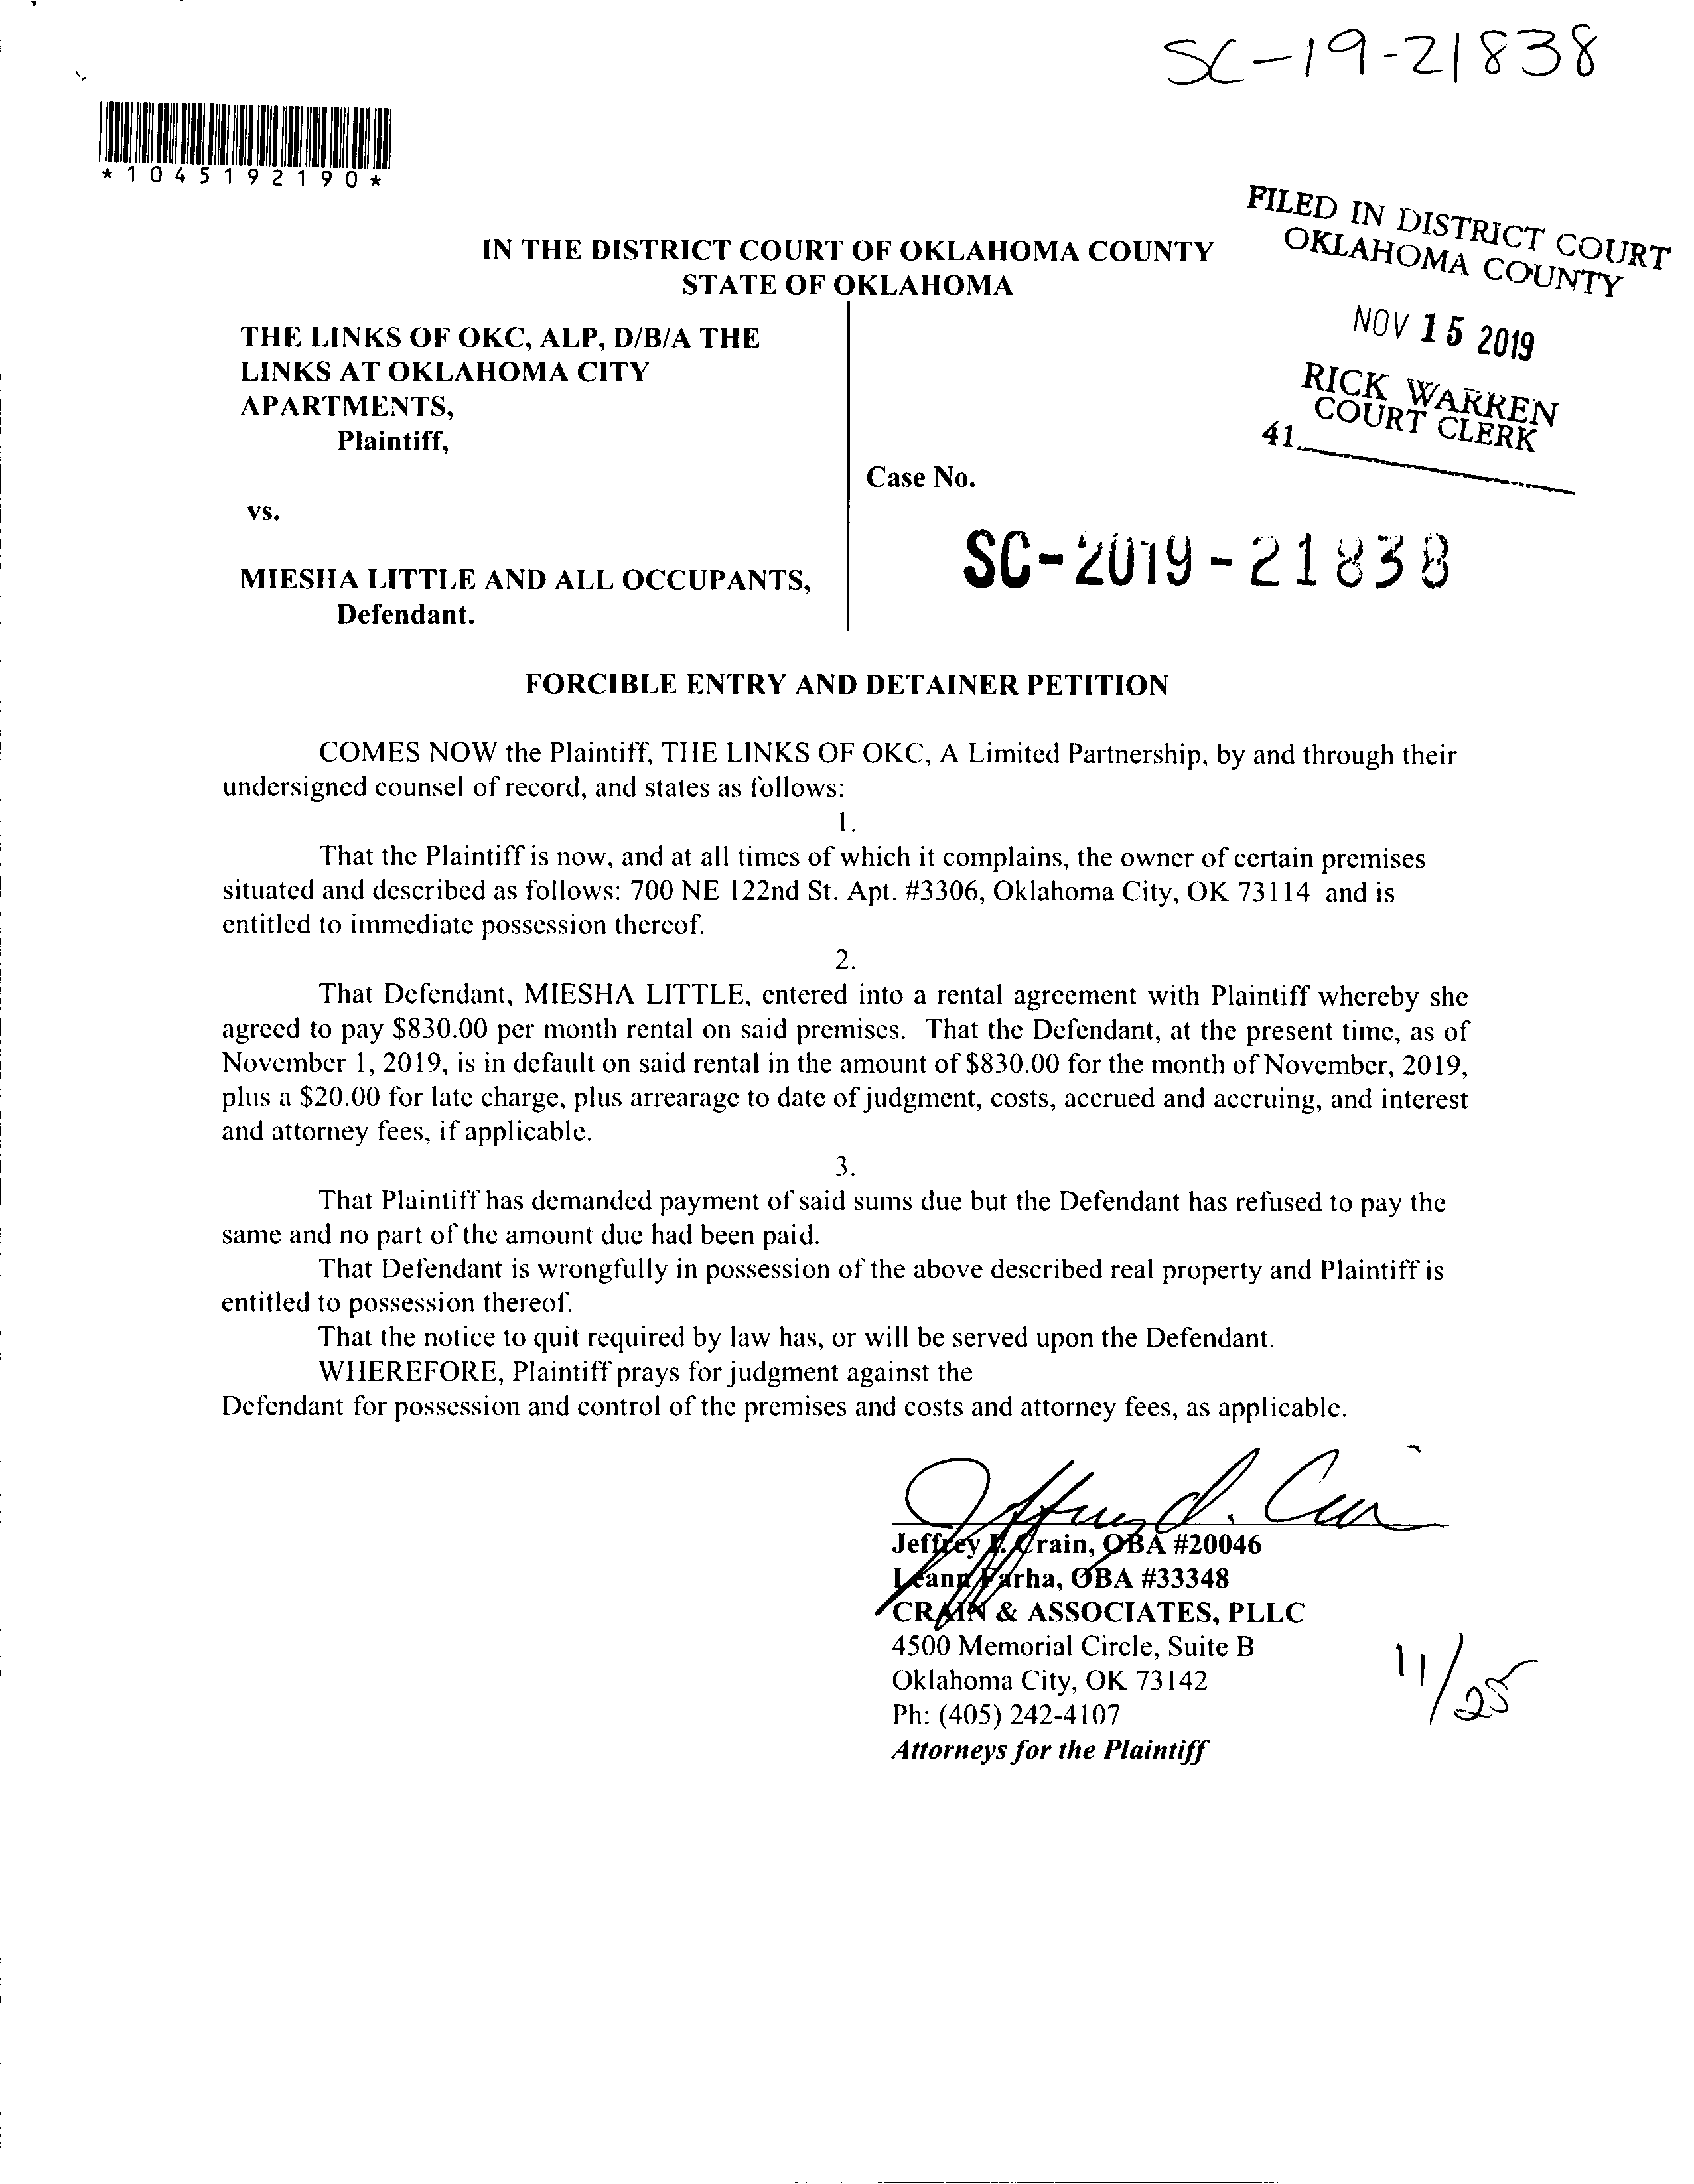 SC-19-21838
*1045192190*
FILED IN DISTRICT COURT
OKLAHOMA COUNTY
NOV 15 2019
RICK WARREN
COURT CLERK
41
IN THE DISTRICT COURT OF OKLAHOMA COUNTY
STATE OF OKLAHOMA
THE LINKS OF OKC, ALP, D/B/A THE
LINKS AT OKLAHOMA CITY
APARTMENTS,
Plaintiff,
vs.
MIESHA LITTLE AND ALL OCCUPANTS,
Defendant.
Case No.
SC-2019-21838
FORCIBLE ENTRY AND DETAINER PETITION
COMES NOW the Plaintiff, THE LINKS OF OKC, A Limited Partnership, by and through their
undersigned counsel of record, and states as follows:
1.
That the Plaintiff is now, and at all times of which it complains, the owner of certain premises
situated and described as follows: 700 NE 122nd St. Apt. #3306, Oklahoma City, OK 73114 and is
entitled to immediate possession thereof.
2.
That Defendant, MIESHA LITTLE, entered into a rental agreement with Plaintiff whereby she
agreed to pay $830.00 per month rental on said premises. That the Defendant, at the present time, as of
November 1, 2019, is in default on said rental in the amount of $830.00 for the month of November, 2019,
plus a $20.00 for late charge, plus arrearage to date of judgment, costs, accrued and accruing, and interest
and attorney fees, if applicable.
3.
That Plaintiff has demanded payment of said sums due but the Defendant has refused to pay the
same and no part of the amount due had been paid.
That Defendant is wrongfully in possession of the above described real property and Plaintiff is
entitled to possession thereof.
That the notice to quit required by law has, or will be served upon the Defendant.
WHEREFORE, Plaintiff prays for judgment against the
Defendant for possession and control of the premises and costs and attorney fees, as applicable.
Jeffrey Crain, OBA #20046
Leann Farha, OBA #33348
CRAIN & ASSOCIATES, PLLC
4500 Memorial Circle, Suite B
Oklahoma City, OK 73142
Ph: (405) 242-4107
Attorneys for the Plaintiff
11/25